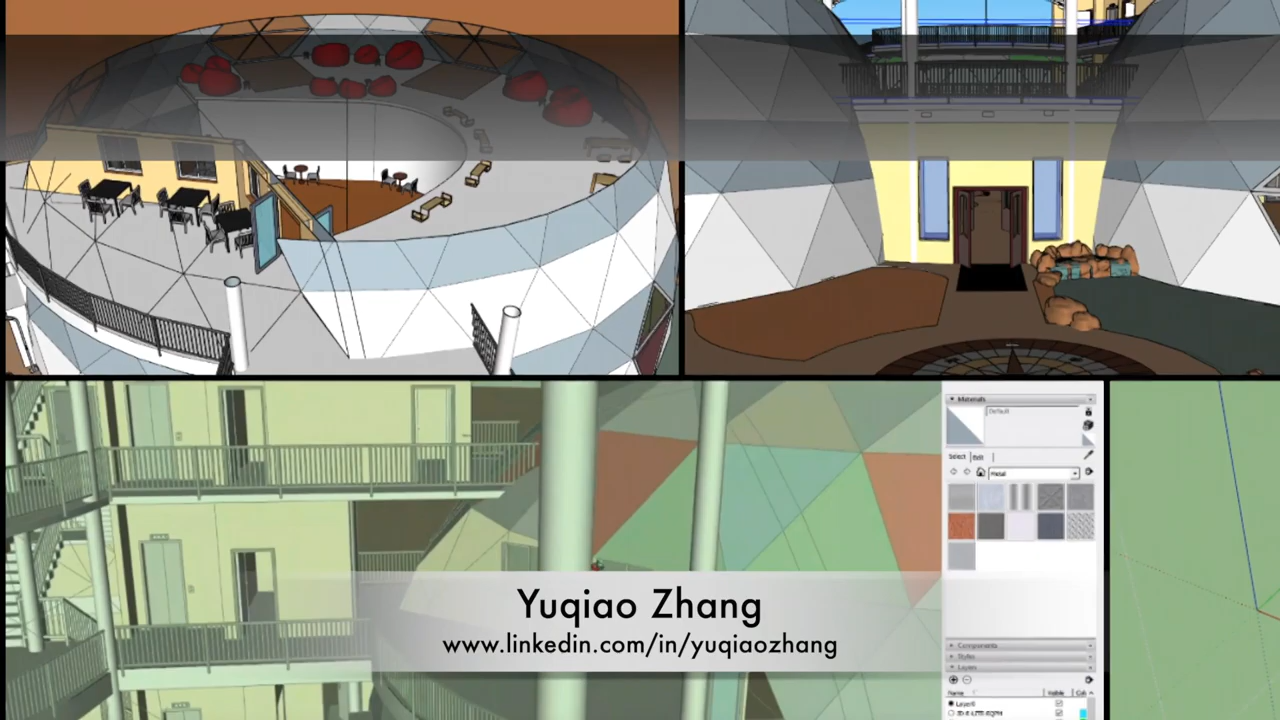 Materials
Default
Select
Edit
Metal
Yuqiao Zhang
www.linkedin.com/in/yuqiaozhang
Components
Styles
Layers
Name
Visible
Layer0